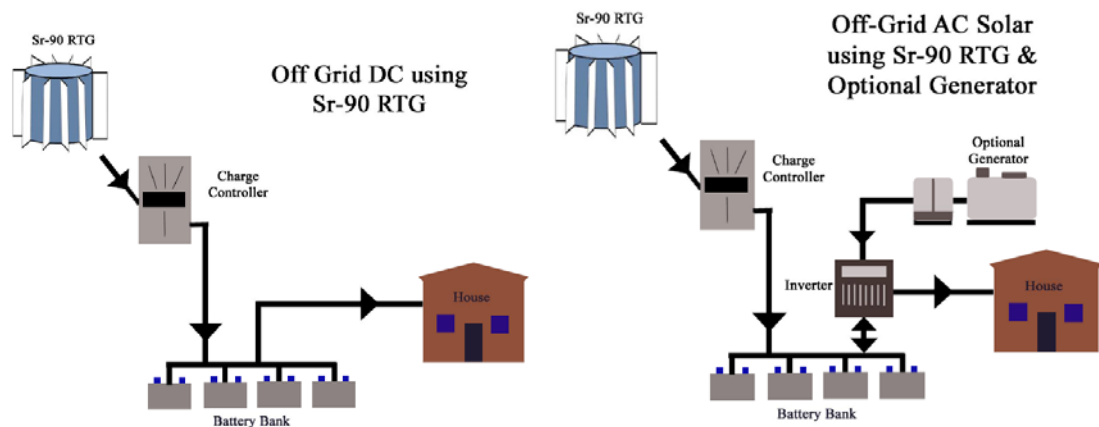 Sr-90 RTG
Off Grid DC using
Sr-90 RTG
Charge
Controller
House
Battery Bank
Sr-90 RTG
Off-Grid AC Solar
using Sr-90 RTG &
Optional Generator
Optional
Generator
Charge
Controller
Inverter
House
Battery Bank